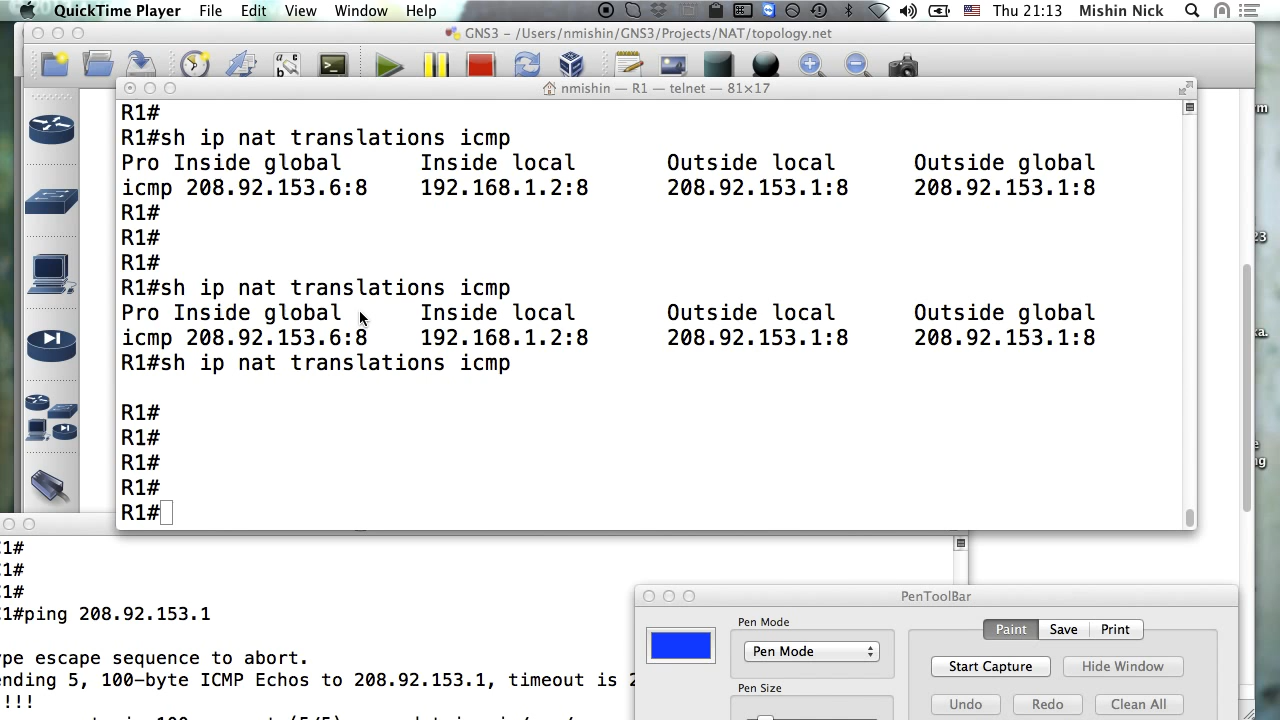 QuickTime Player File Edit View Window Help Thu 21:13 Mishin Nick
GNS3 – /Users/nmishin/GNS3/Projects/NAT/topology.net
nmishin — R1 — telnet — 81×17
R1#
R1#sh ip nat translations icmp
Pro Inside global Inside local Outside local Outside global
icmp 208.92.153.6:8 192.168.1.2:8 208.92.153.1:8 208.92.153.1:8
R1#
R1#
R1#
R1#sh ip nat translations icmp
Pro Inside global Inside local Outside local Outside global
icmp 208.92.153.6:8 192.168.1.2:8 208.92.153.1:8 208.92.153.1:8
R1#sh ip nat translations icmp
R1#
R1#
R1#
R1#
R1#
1#
1#
1#
1#ping 208.92.153.1
ype escape sequence to abort.
ending 5, 100-byte ICMP Echos to 208.92.153.1, timeout is 2
!!!!
PenToolBar
Pen Mode
Pen Mode
Pen Size
Paint Save Print
Start Capture Hide Window
Undo Redo Clear All